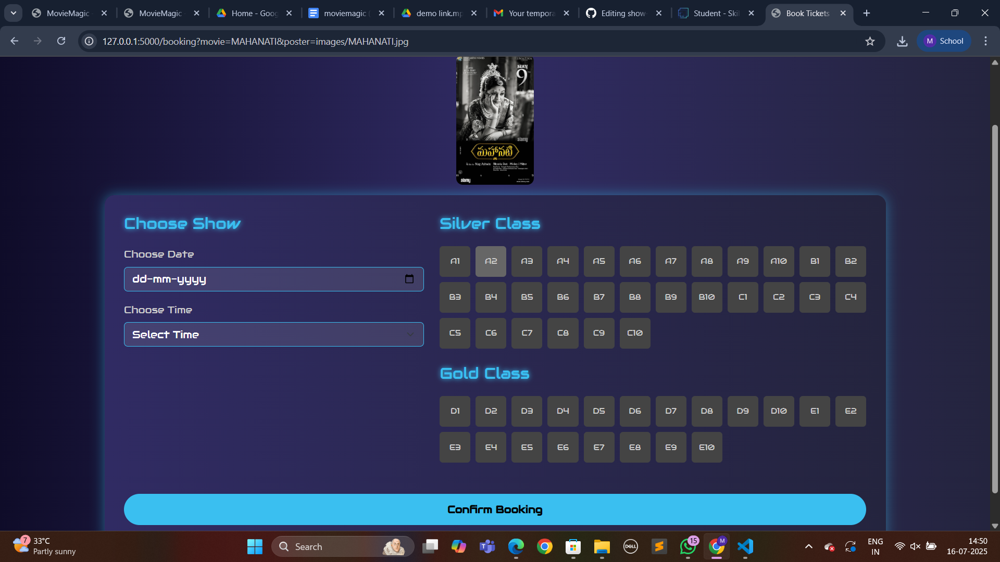 MovieMagic
MovieMagic
Home - Goog
moviemagic (
demo link.mp
Your tempora
Editing show-
Student - Skil
Book Tickets
127.0.0.1:5000/booking?movie=MAHANATI&poster=images/MAHANATI.jpg
M School
MAY
9
alamy
మహానటి
Nag Ashwin
alamy
Choose Show
Choose Date
dd-mm-yyyy
Choose Time
Select Time
Silver Class
A1 A2 A3 A4 A5 A6 A7 A8 A9 A10 B1 B2
B3 B4 B5 B6 B7 B8 B9 B10 C1 C2 C3 C4
C5 C6 C7 C8 C9 C10
Gold Class
D1 D2 D3 D4 D5 D6 D7 D8 D9 D10 E1 E2
E3 E4 E5 E6 E7 E8 E9 E10
Confirm Booking
7
33°C
Partly sunny
Search
DELL
15
M
ENG
IN
14:50
16-07-2025